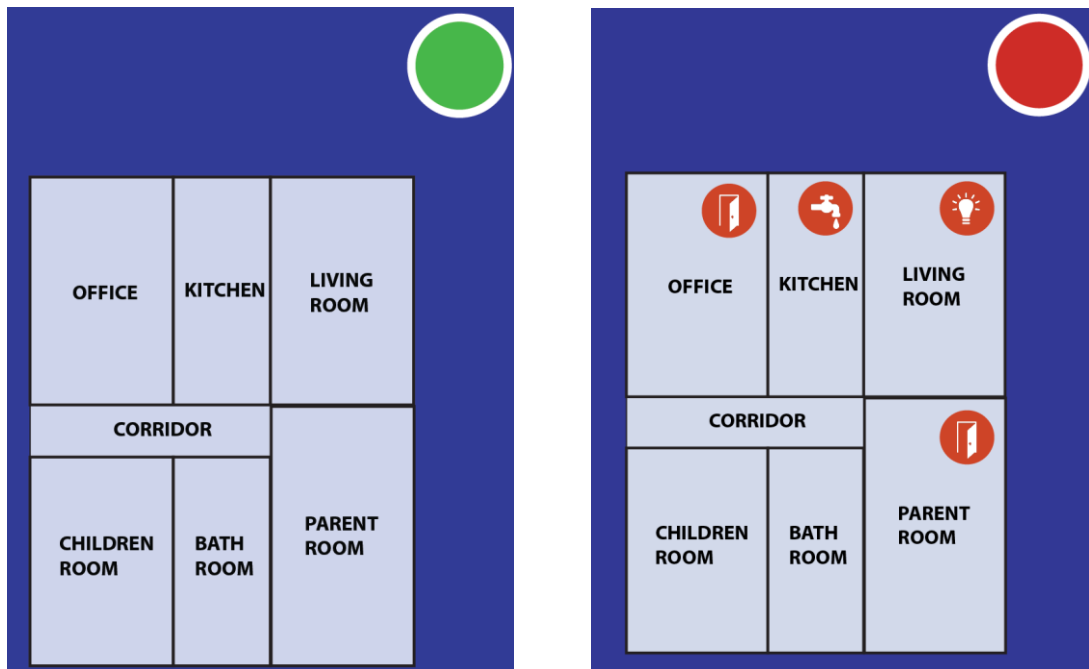 OFFICE
KITCHEN
LIVING
ROOM
CORRIDOR
CHILDREN
ROOM
BATH
ROOM
PARENT
ROOM
OFFICE
KITCHEN
LIVING
ROOM
CORRIDOR
CHILDREN
ROOM
BATH
ROOM
PARENT
ROOM